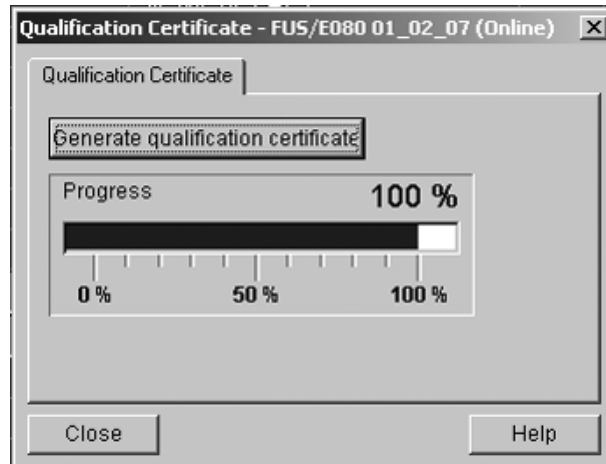 Qualification Certificate - FUS/E080 01_02_07 (Online)
Qualification Certificate
Generate qualification certificate
Progress 100 %
0 % 50 % 100 %
Close Help